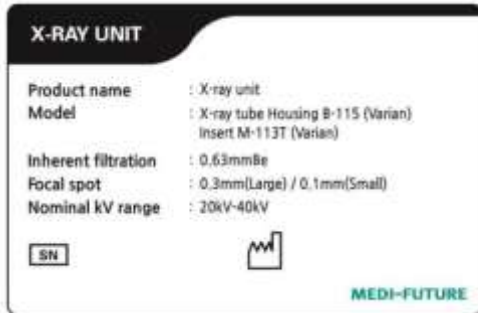 X-RAY UNIT
Product name : X-ray unit
Model : X-ray tube Housing B-115 (Varian)
Insert M-113T (Varian)
Inherent filtration : 0.63mmBe
Focal spot : 0.3mm(Large) / 0.1mm(Small)
Nominal kV range : 20kV-40kV
SN
MEDI-FUTURE